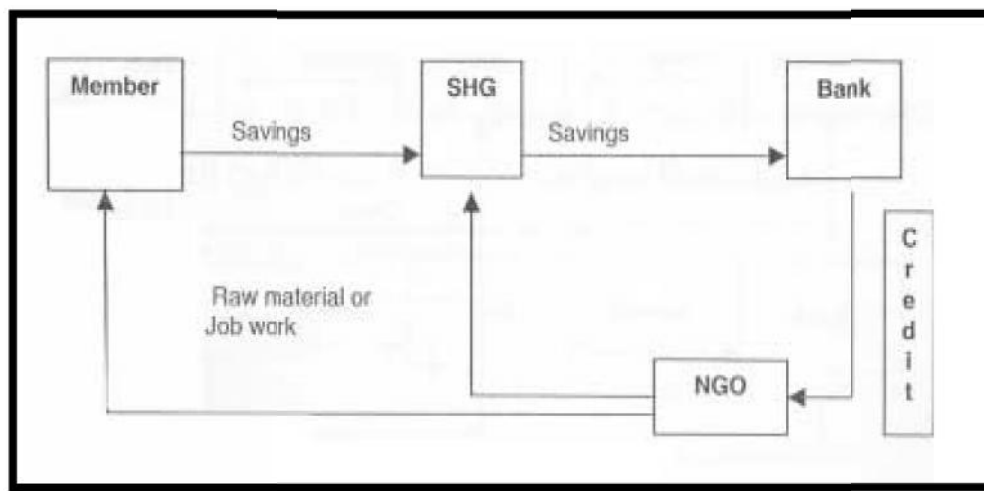 Member
SHG
Bank
Savings
Savings
C
r
e
d
i
t
Raw material or
Job work
NGO